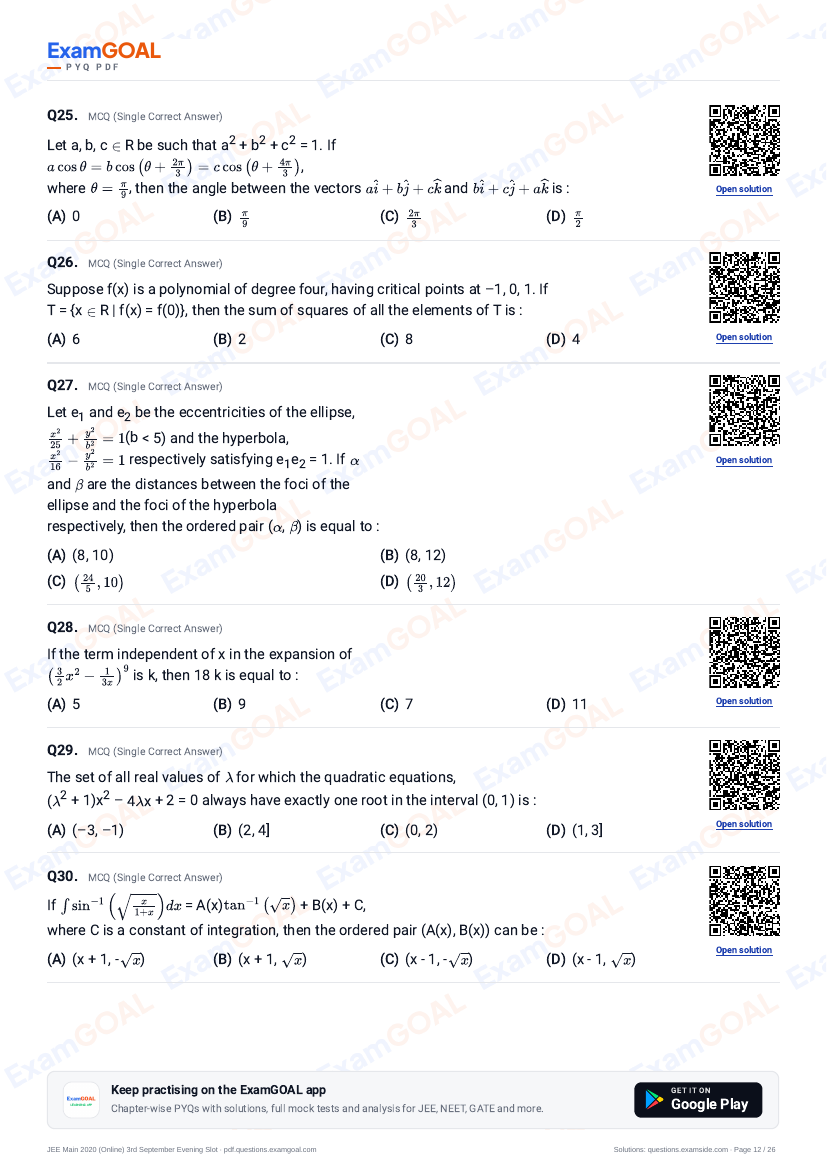 ExamGOAL
PYQ PDF
Q25. MCQ (Single Correct Answer)
Let a, b, c ∈ R be such that a² + b² + c² = 1. If
a cos θ = b cos (θ + 2π/3) = c cos (θ + 4π/3),
where θ = π/9, then the angle between the vectors aî + bĵ + ck̂ and bî + cĵ + ak̂ is :
(A) 0 (B) π/9 (C) 2π/3 (D) π/2
Open solution
Q26. MCQ (Single Correct Answer)
Suppose f(x) is a polynomial of degree four, having critical points at −1, 0, 1. If
T = {x ∈ R | f(x) = f(0)}, then the sum of squares of all the elements of T is :
(A) 6 (B) 2 (C) 8 (D) 4
Open solution
Q27. MCQ (Single Correct Answer)
Let e₁ and e₂ be the eccentricities of the ellipse,
x²/25 + y²/b² = 1(b < 5) and the hyperbola,
x²/16 − y²/b² = 1 respectively satisfying e₁e₂ = 1. If α
and β are the distances between the foci of the
ellipse and the foci of the hyperbola
respectively, then the ordered pair (α, β) is equal to :
(A) (8, 10) (B) (8, 12)
(C) (24/5, 10) (D) (20/3, 12)
Open solution
Q28. MCQ (Single Correct Answer)
If the term independent of x in the expansion of
(3/2 x² − 1/3x)⁹ is k, then 18 k is equal to :
(A) 5 (B) 9 (C) 7 (D) 11
Open solution
Q29. MCQ (Single Correct Answer)
The set of all real values of λ for which the quadratic equations,
(λ² + 1)x² − 4λx + 2 = 0 always have exactly one root in the interval (0, 1) is :
(A) (−3, −1) (B) (2, 4] (C) (0, 2) (D) (1, 3]
Open solution
Q30. MCQ (Single Correct Answer)
If ∫ sin⁻¹ (√(x/(1+x))) dx = A(x)tan⁻¹ (√x) + B(x) + C,
where C is a constant of integration, then the ordered pair (A(x), B(x)) can be :
(A) (x + 1, -√x) (B) (x + 1, √x) (C) (x - 1, -√x) (D) (x - 1, √x)
Open solution
Keep practising on the ExamGOAL app
Chapter-wise PYQs with solutions, full mock tests and analysis for JEE, NEET, GATE and more.
GET IT ON
Google Play
JEE Main 2020 (Online) 3rd September Evening Slot · pdf.questions.examgoal.com
Solutions: questions.examside.com · Page 12 / 26